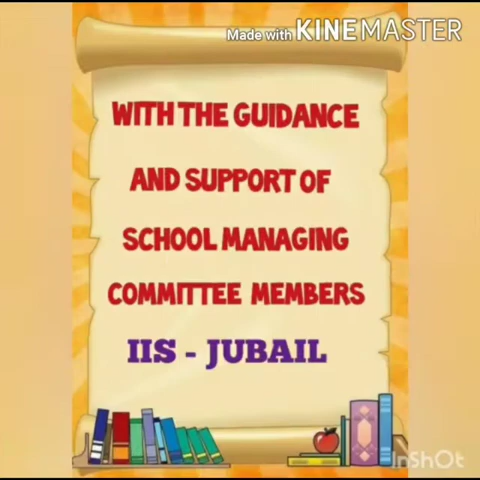 Made with KINEMASTER
WITH THE GUIDANCE
AND SUPPORT OF
SCHOOL MANAGING
COMMITTEE MEMBERS
IIS - JUBAIL
InShOt